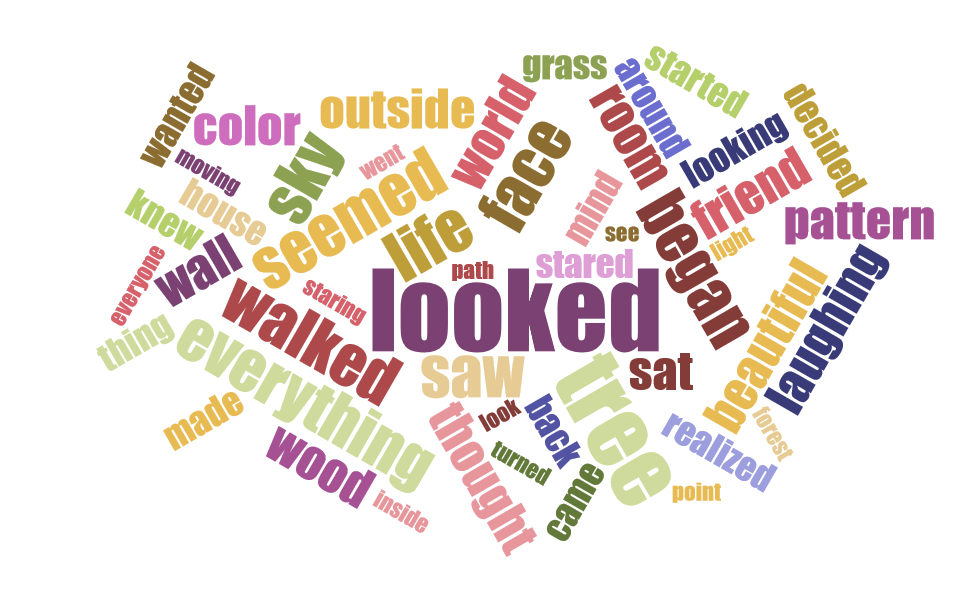 wanted
color
outside
grass
around
started
decided
moving
sky
went
world
face
room
looking
friend
knew
house
seemed
life
mind
see
began
light
pattern
everyone
wall
staring
path
stared
looked
beautiful
laughing
thing
walked
everything
saw
sat
tree
made
wood
inside
thought
look
back
turned
came
realized
forest
point